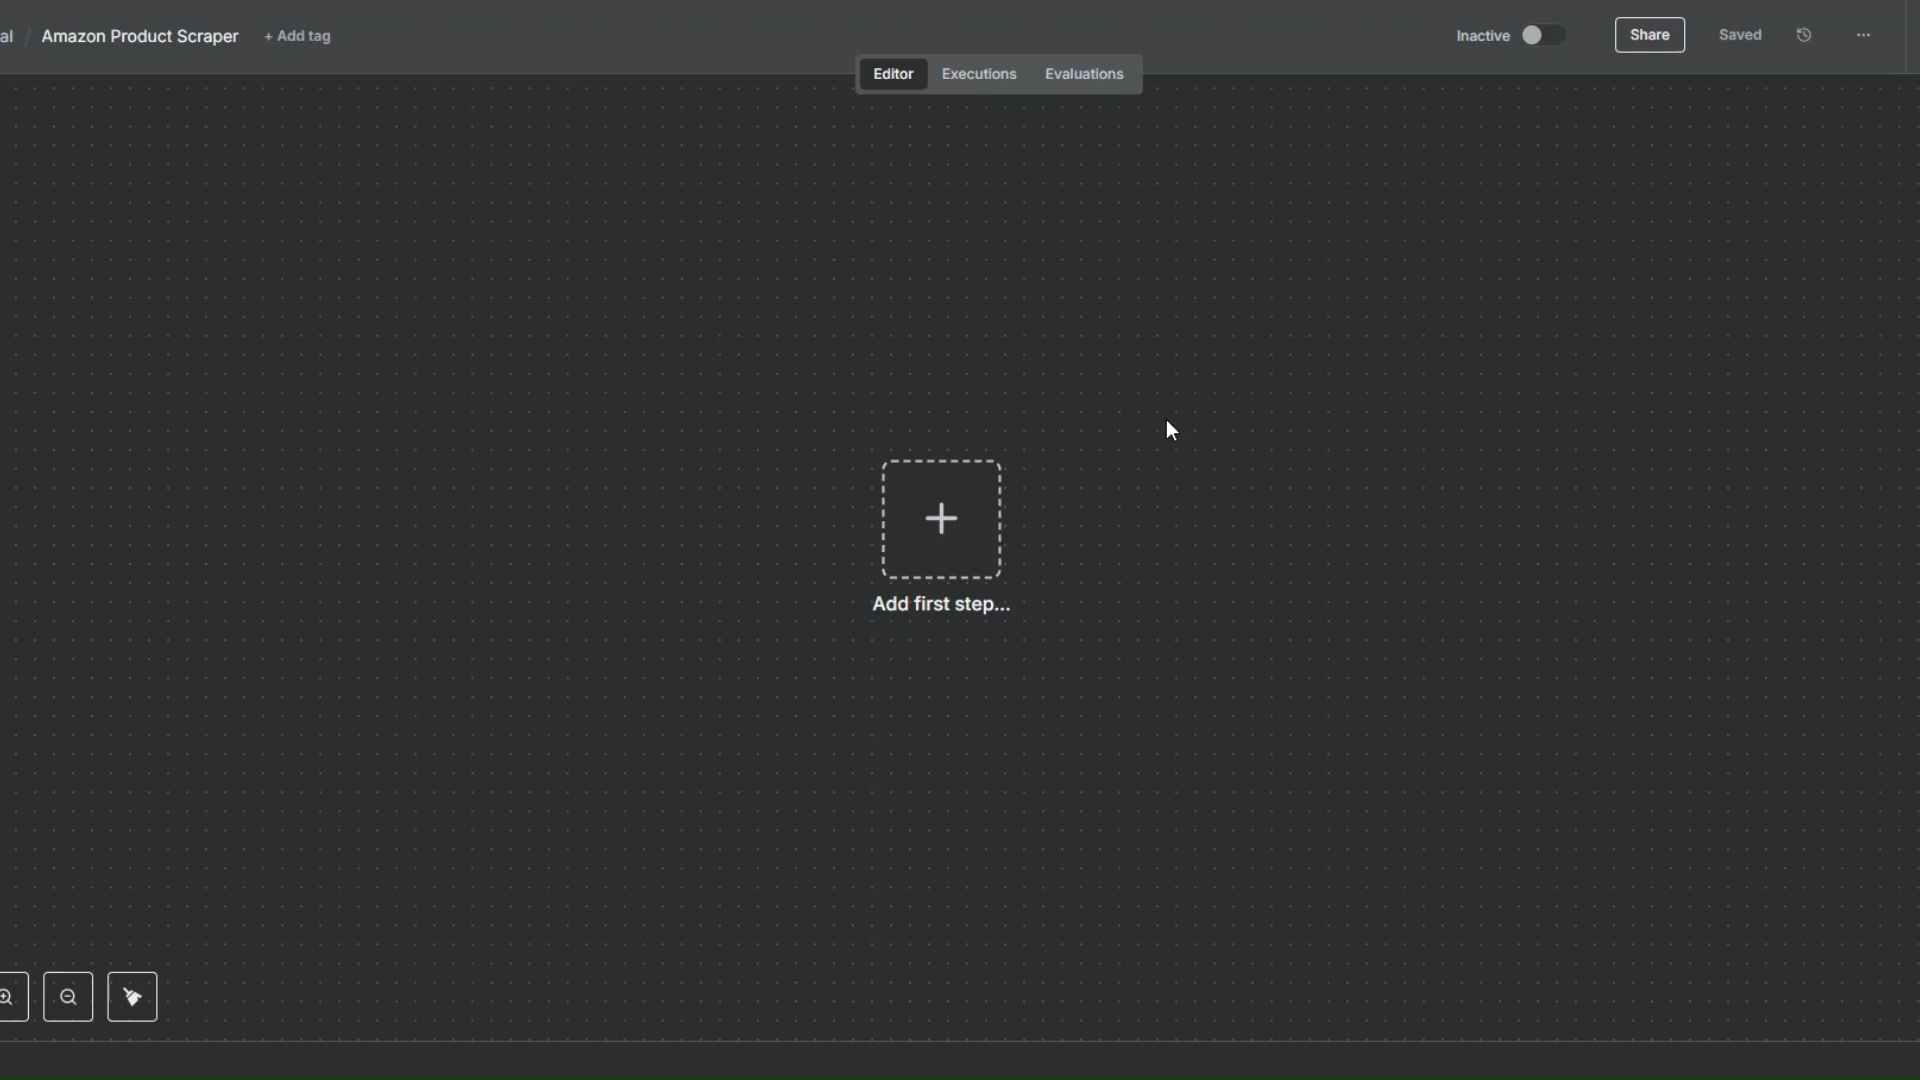 al / Amazon Product Scraper + Add tag
Inactive Share Saved
Editor Executions Evaluations
Add first step...